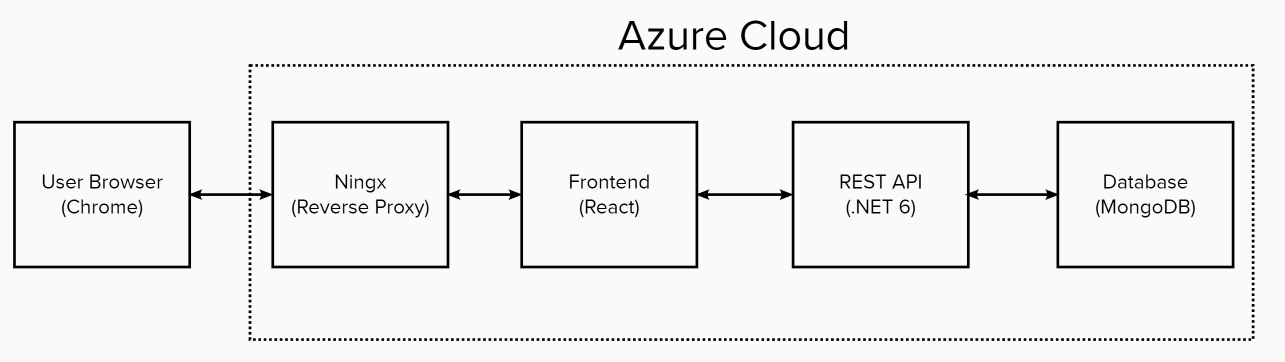 Azure Cloud
User Browser
(Chrome)
Ningx
(Reverse Proxy)
Frontend
(React)
REST API
(.NET 6)
Database
(MongoDB)